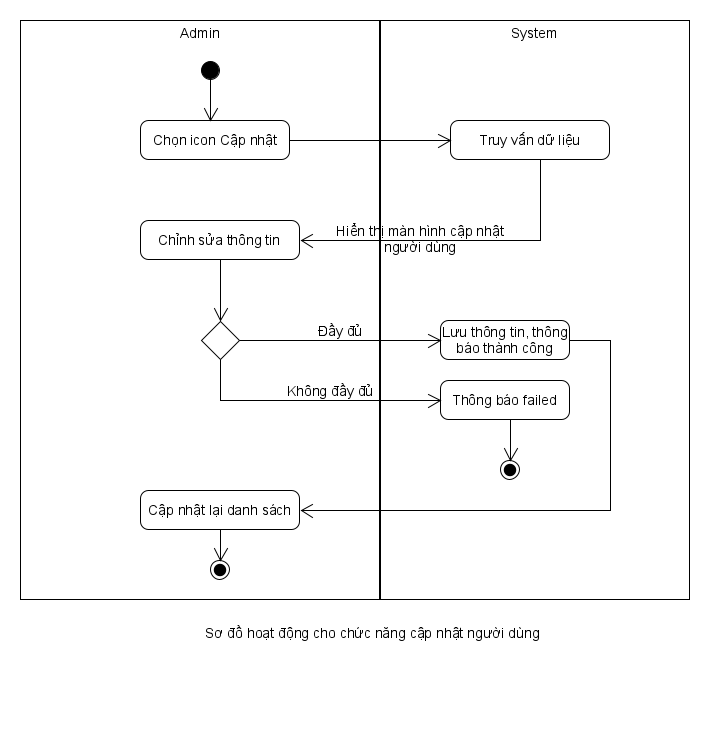 Admin
System
Chọn icon Cập nhật
Truy vấn dữ liệu
Hiển thị màn hình cập nhật
người dùng
Chỉnh sửa thông tin
Đầy đủ
Lưu thông tin, thông
báo thành công
Không đầy đủ
Thông báo failed
Cập nhật lại danh sách
Sơ đồ hoạt động cho chức năng cập nhật người dùng